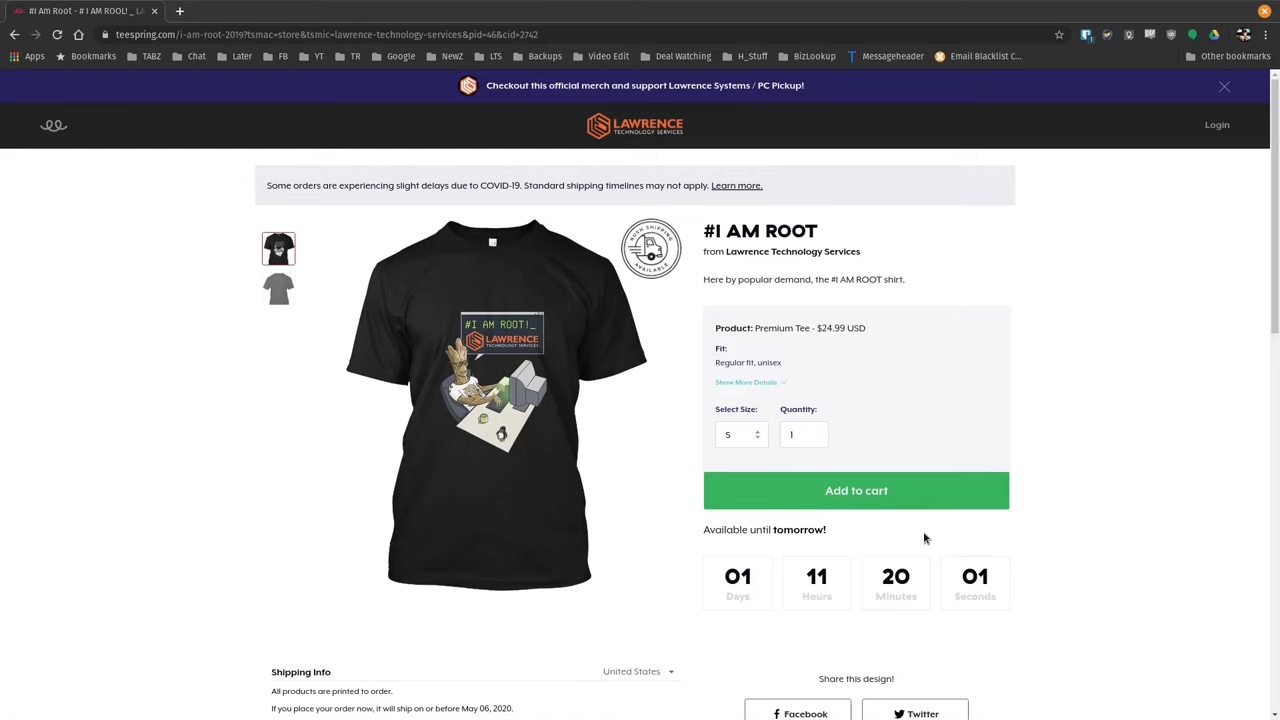 #I AM ROOT - # I AM ROOT! _ LA
teespring.com/i-am-root-2019?tsmac=store&tsmic=lawrence-technology-services&pid=46&cid=2742
Apps Bookmarks TABZ Chat Later FB YT TR Google NewZ LTS Backups Video Edit Deal Watching H_Stuff BizLookup Messageheader Email Blacklist C... Other bookmarks
Checkout this official merch and support Lawrence Systems / PC Pickup!
LAWRENCE
TECHNOLOGY SERVICES
Login
Some orders are experiencing slight delays due to COVID-19. Standard shipping timelines may not apply. Learn more.
RUSH SHIPPING
AVAILABLE
#I AM ROOT
from Lawrence Technology Services
Here by popular demand, the #I AM ROOT shirt.
#I AM ROOT!_
LAWRENCE
TECHNOLOGY SERVICES
Product: Premium Tee - $24.99 USD
Fit:
Regular fit, unisex
Show More Details
Select Size: Quantity:
S 1
Add to cart
Available until tomorrow!
01 11 20 01
Days Hours Minutes Seconds
Shipping Info United States
All products are printed to order.
If you place your order now, it will ship on or before May 06, 2020.
Share this design!
Facebook Twitter